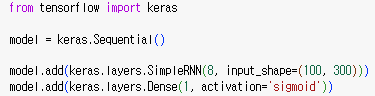 from tensorflow import keras
model = keras.Sequential()
model.add(keras.layers.SimpleRNN(8, input_shape=(100, 300)))
model.add(keras.layers.Dense(1, activation='sigmoid'))